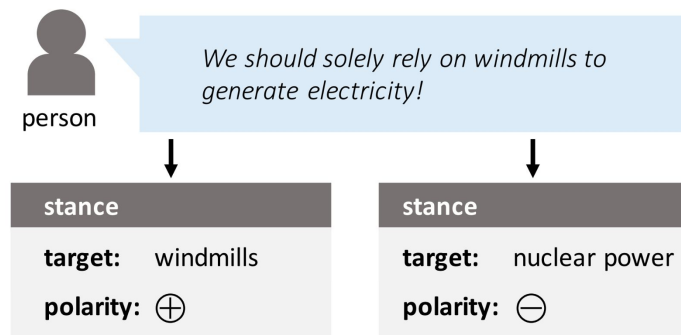 We should solely rely on windmills to
generate electricity!
person
stance
target: windmills
polarity: ⊕
stance
target: nuclear power
polarity: ⊖